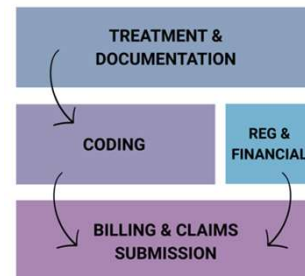 TREATMENT &
DOCUMENTATION
CODING
REG &
FINANCIAL
BILLING & CLAIMS
SUBMISSION